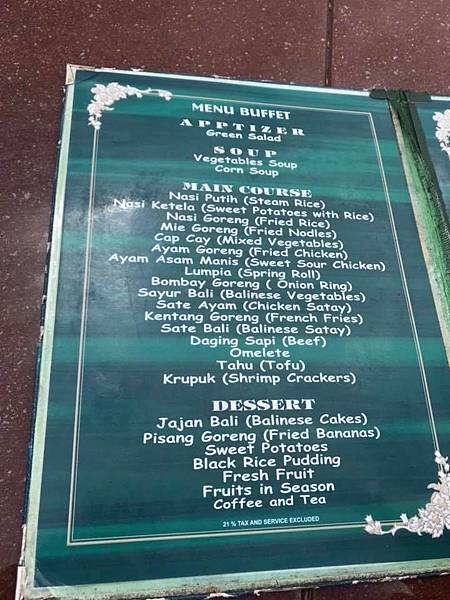 MENU BUFFET
APPTIZER
Green Salad
SOUP
Vegetables Soup
Corn Soup
MAIN COURSE
Nasi Putih (Steam Rice)
Nasi Ketela (Sweet Potatoes with Rice)
Nasi Goreng (Fried Rice)
Mie Goreng (Fried Nodles)
Cap Cay (Mixed Vegetables)
Ayam Goreng (Fried Chicken)
Ayam Asam Manis (Sweet Sour Chicken)
Lumpia (Spring Roll)
Bombay Goreng ( Onion Ring)
Sayur Bali (Balinese Vegetables)
Sate Ayam (Chicken Satay)
Kentang Goreng (French Fries)
Sate Bali (Balinese Satay)
Daging Sapi (Beef)
Omelete
Tahu (Tofu)
Krupuk (Shrimp Crackers)
DESSERT
Jajan Bali (Balinese Cakes)
Pisang Goreng (Fried Bananas)
Sweet Potatoes
Black Rice Pudding
Fresh Fruit
Fruits in Season
Coffee and Tea
21 % TAX AND SERVICE EXCLUDED